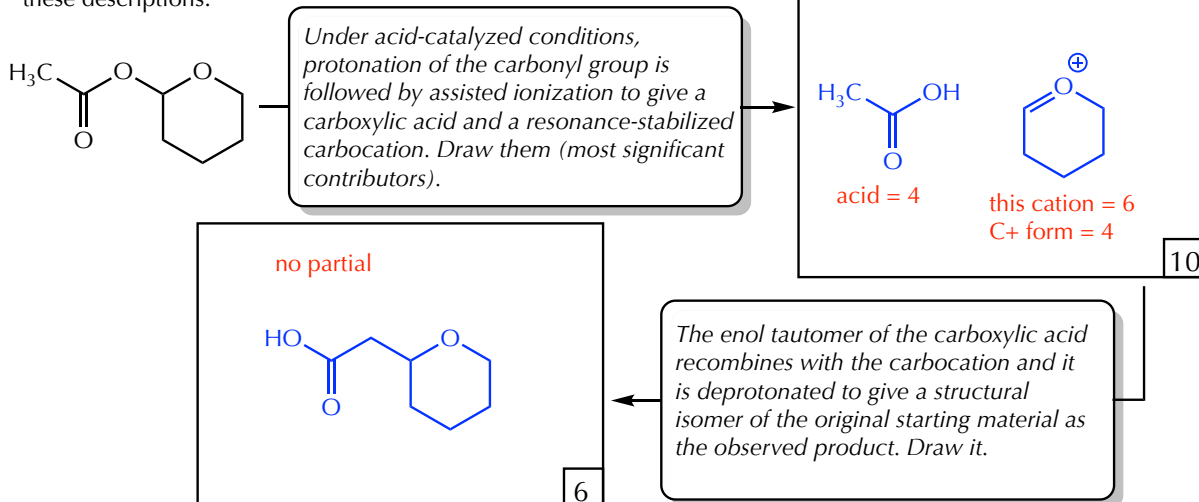 these descriptions.
Under acid-catalyzed conditions,
protonation of the carbonyl group is
followed by assisted ionization to give a
carboxylic acid and a resonance-stabilized
carbocation. Draw them (most significant
contributors).
H3C
O
O
O
H3C
OH
O
⊕
O
acid = 4
this cation = 6
C+ form = 4
10
no partial
HO
O
O
6
The enol tautomer of the carboxylic acid
recombines with the carbocation and it
is deprotonated to give a structural
isomer of the original starting material as
the observed product. Draw it.